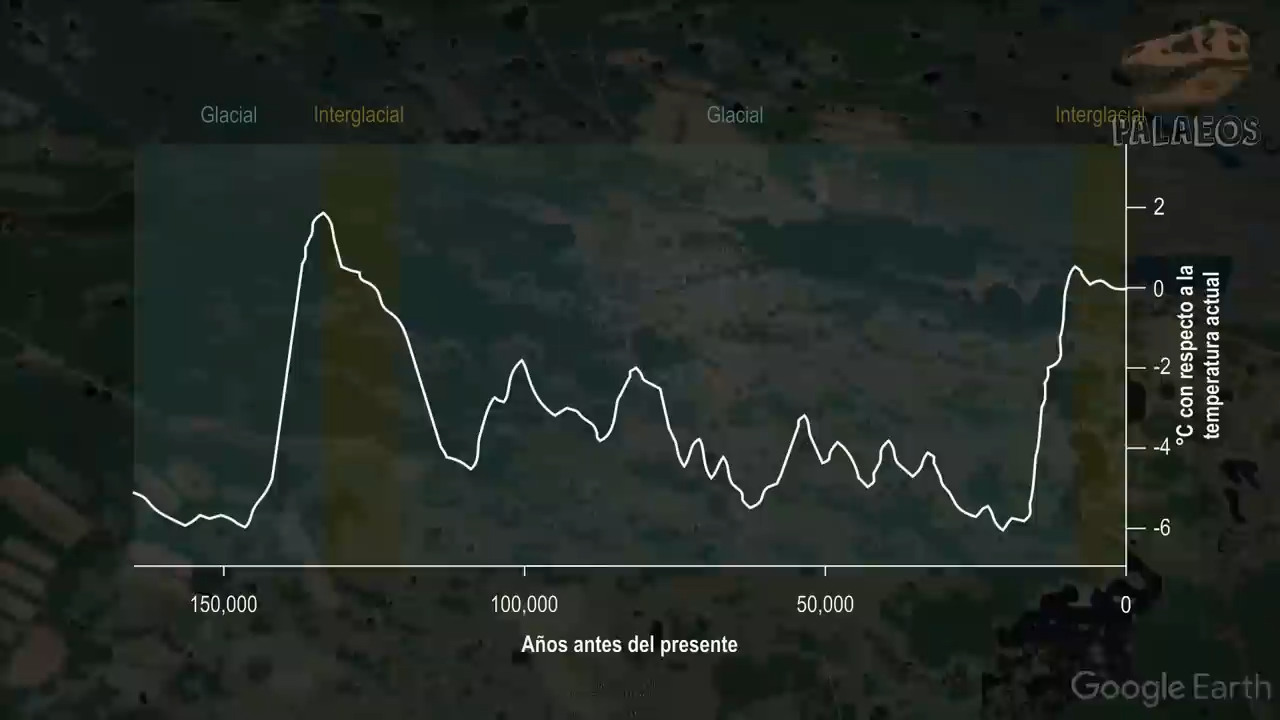 Glacial
Interglacial
Glacial
Interglacial
PALAEOS
2
0
-2
-4
-6
°C con respecto a la
temperatura actual
150,000
100,000
50,000
0
Años antes del presente
Google Earth